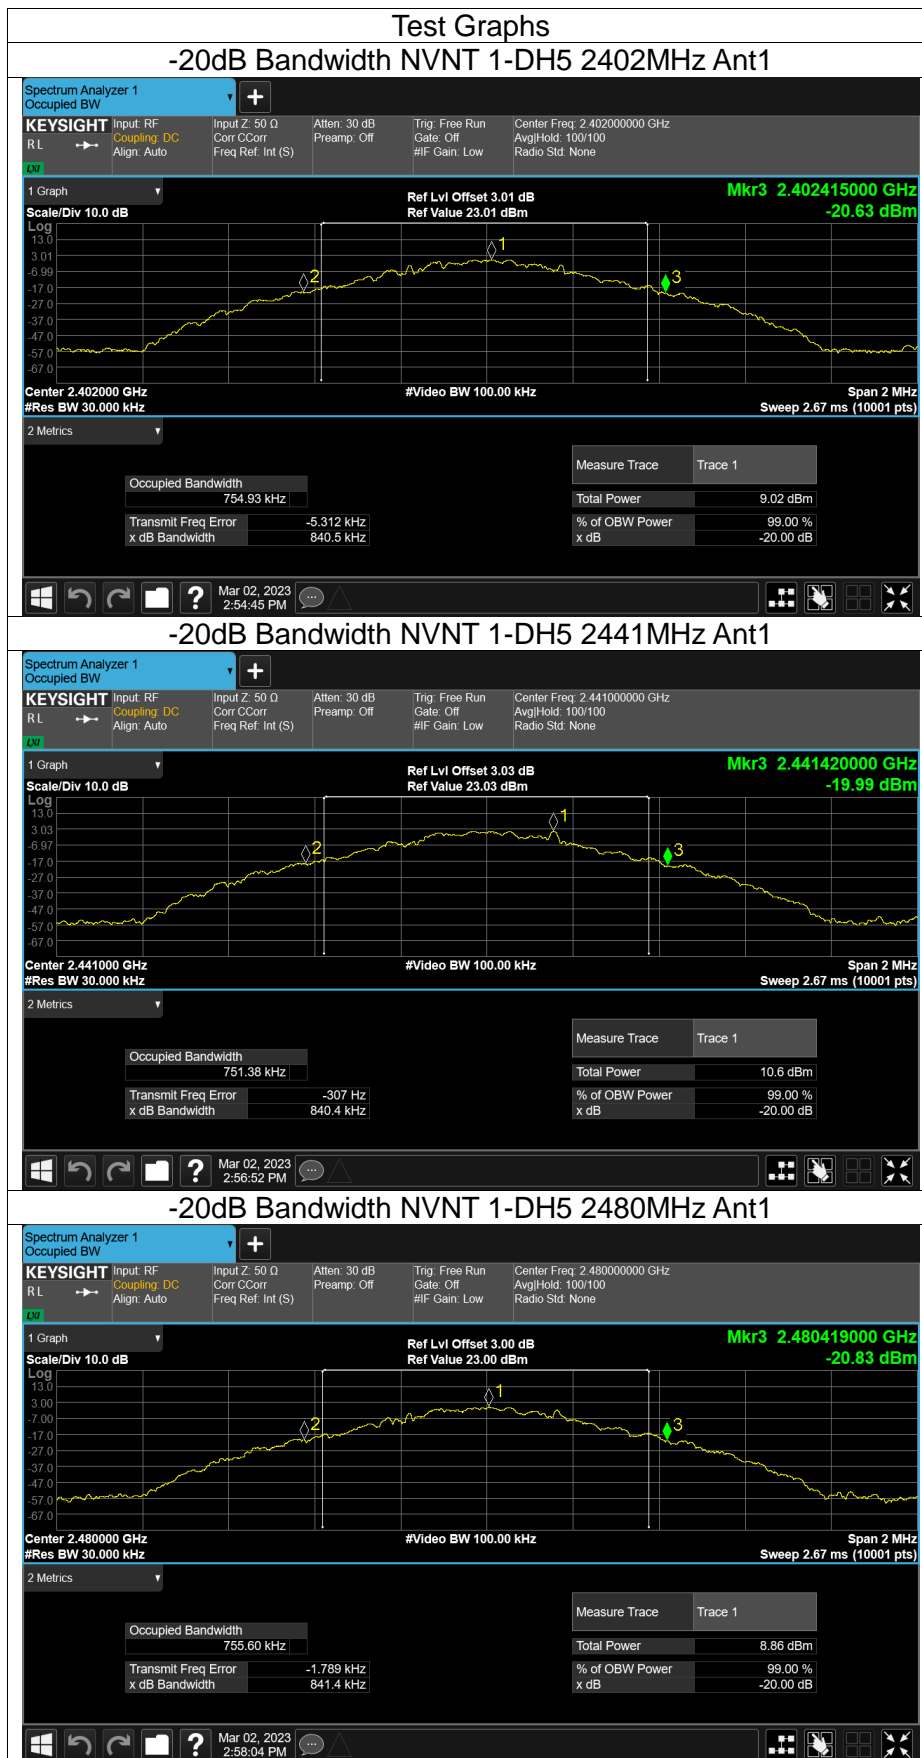 Test Graphs
-20dB Bandwidth NVNT 1-DH5 2402MHz Ant1
Spectrum Analyzer 1
Occupied BW
+
KEYSIGHT Input: RF Input Z: 50 Ω Atten: 30 dB Trig: Free Run Center Freq: 2.402000000 GHz
RL Coupling: DC Corr CCorr Preamp: Off Gate: Off Avg|Hold: 100/100
Align: Auto Freq Ref: Int (S) #IF Gain: Low Radio Std: None
LXI
1 Graph Ref Lvl Offset 3.01 dB Mkr3 2.402415000 GHz
Scale/Div 10.0 dB Ref Value 23.01 dBm -20.63 dBm
Log
13.0
3.01
-6.99
-17.0
-27.0
-37.0
-47.0
-57.0
-67.0
1
2
3
Center 2.402000 GHz #Video BW 100.00 kHz Span 2 MHz
#Res BW 30.000 kHz Sweep 2.67 ms (10001 pts)
2 Metrics
Measure Trace Trace 1
Occupied Bandwidth
754.93 kHz Total Power 9.02 dBm
Transmit Freq Error -5.312 kHz % of OBW Power 99.00 %
x dB Bandwidth 840.5 kHz x dB -20.00 dB
? Mar 02, 2023
2:54:45 PM
-20dB Bandwidth NVNT 1-DH5 2441MHz Ant1
Spectrum Analyzer 1
Occupied BW
+
KEYSIGHT Input: RF Input Z: 50 Ω Atten: 30 dB Trig: Free Run Center Freq: 2.441000000 GHz
RL Coupling: DC Corr CCorr Preamp: Off Gate: Off Avg|Hold: 100/100
Align: Auto Freq Ref: Int (S) #IF Gain: Low Radio Std: None
LXI
1 Graph Ref Lvl Offset 3.03 dB Mkr3 2.441420000 GHz
Scale/Div 10.0 dB Ref Value 23.03 dBm -19.99 dBm
Log
13.0
3.03
-6.97
-17.0
-27.0
-37.0
-47.0
-57.0
-67.0
1
2
3
Center 2.441000 GHz #Video BW 100.00 kHz Span 2 MHz
#Res BW 30.000 kHz Sweep 2.67 ms (10001 pts)
2 Metrics
Measure Trace Trace 1
Occupied Bandwidth
751.38 kHz Total Power 10.6 dBm
Transmit Freq Error -307 Hz % of OBW Power 99.00 %
x dB Bandwidth 840.4 kHz x dB -20.00 dB
? Mar 02, 2023
2:56:52 PM
-20dB Bandwidth NVNT 1-DH5 2480MHz Ant1
Spectrum Analyzer 1
Occupied BW
+
KEYSIGHT Input: RF Input Z: 50 Ω Atten: 30 dB Trig: Free Run Center Freq: 2.480000000 GHz
RL Coupling: DC Corr CCorr Preamp: Off Gate: Off Avg|Hold: 100/100
Align: Auto Freq Ref: Int (S) #IF Gain: Low Radio Std: None
LXI
1 Graph Ref Lvl Offset 3.00 dB Mkr3 2.480419000 GHz
Scale/Div 10.0 dB Ref Value 23.00 dBm -20.83 dBm
Log
13.0
3.00
-7.00
-17.0
-27.0
-37.0
-47.0
-57.0
-67.0
1
2
3
Center 2.480000 GHz #Video BW 100.00 kHz Span 2 MHz
#Res BW 30.000 kHz Sweep 2.67 ms (10001 pts)
2 Metrics
Measure Trace Trace 1
Occupied Bandwidth
755.60 kHz Total Power 8.86 dBm
Transmit Freq Error -1.789 kHz % of OBW Power 99.00 %
x dB Bandwidth 841.4 kHz x dB -20.00 dB
? Mar 02, 2023
2:58:04 PM